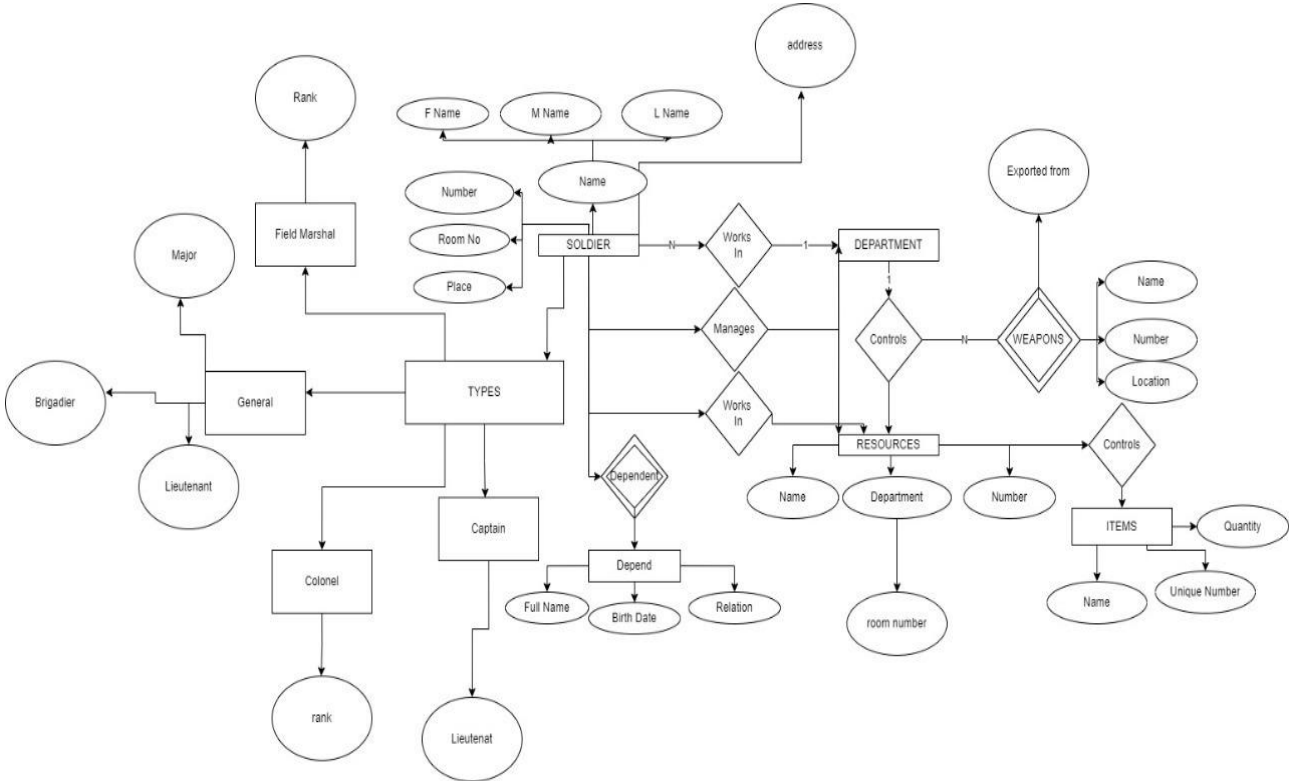 address
Rank
F Name
M Name
L Name
Exported from
Name
Number
Field Marshal
Room No
SOLDIER
N
Works
In
1
DEPARTMENT
Major
Place
1
Name
Manages
Controls
N
WEAPONS
Number
Location
TYPES
Brigadier
General
Works
In
RESOURCES
Controls
Lieutenant
Dependent
Name
Department
Number
Captain
ITEMS
Quantity
Colonel
Depend
Full Name
Birth Date
Relation
Name
Unique Number
room number
rank
Lieutenat